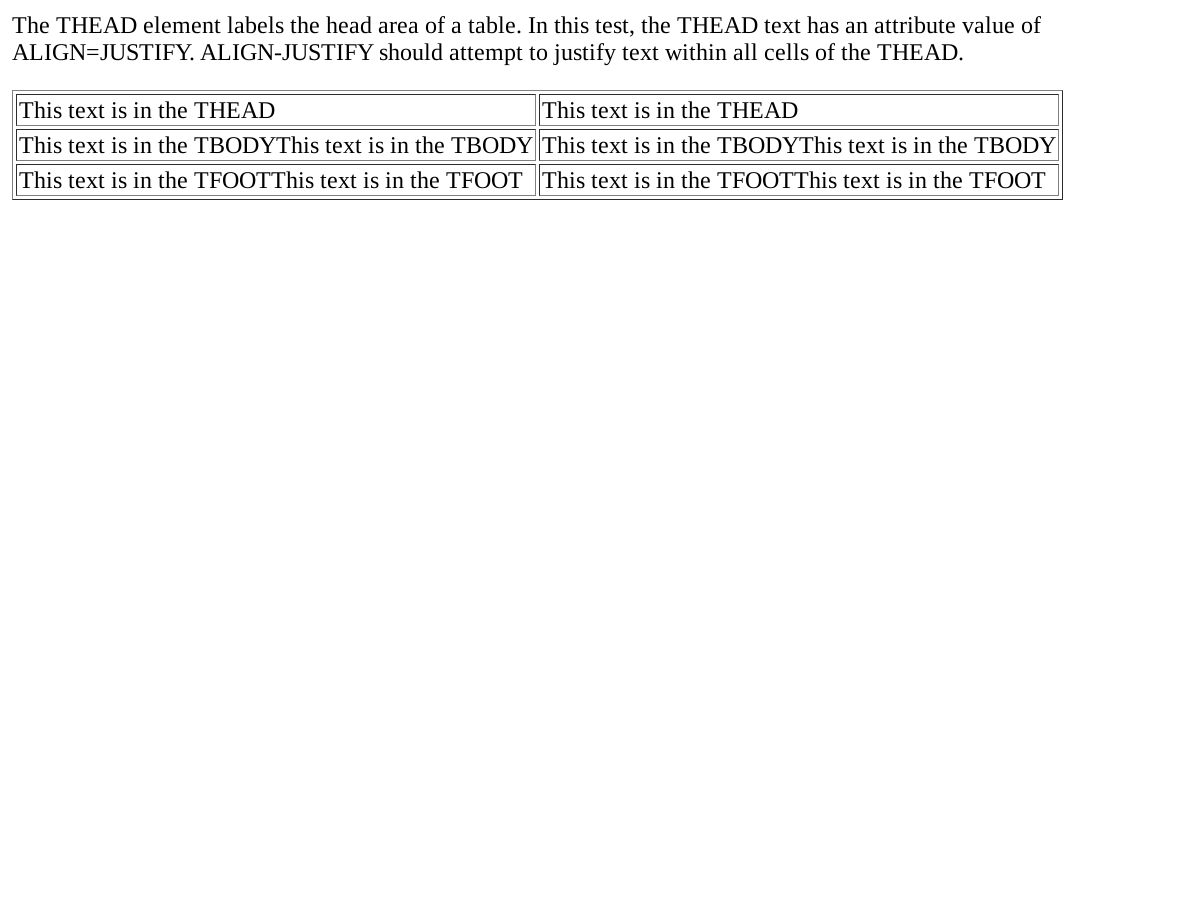 The THEAD element labels the head area of a table. In this test, the THEAD text has an attribute value of
ALIGN=JUSTIFY. ALIGN-JUSTIFY should attempt to justify text within all cells of the THEAD.
This text is in the THEAD This text is in the THEAD
This text is in the TBODYThis text is in the TBODY This text is in the TBODYThis text is in the TBODY
This text is in the TFOOTThis text is in the TFOOT This text is in the TFOOTThis text is in the TFOOT